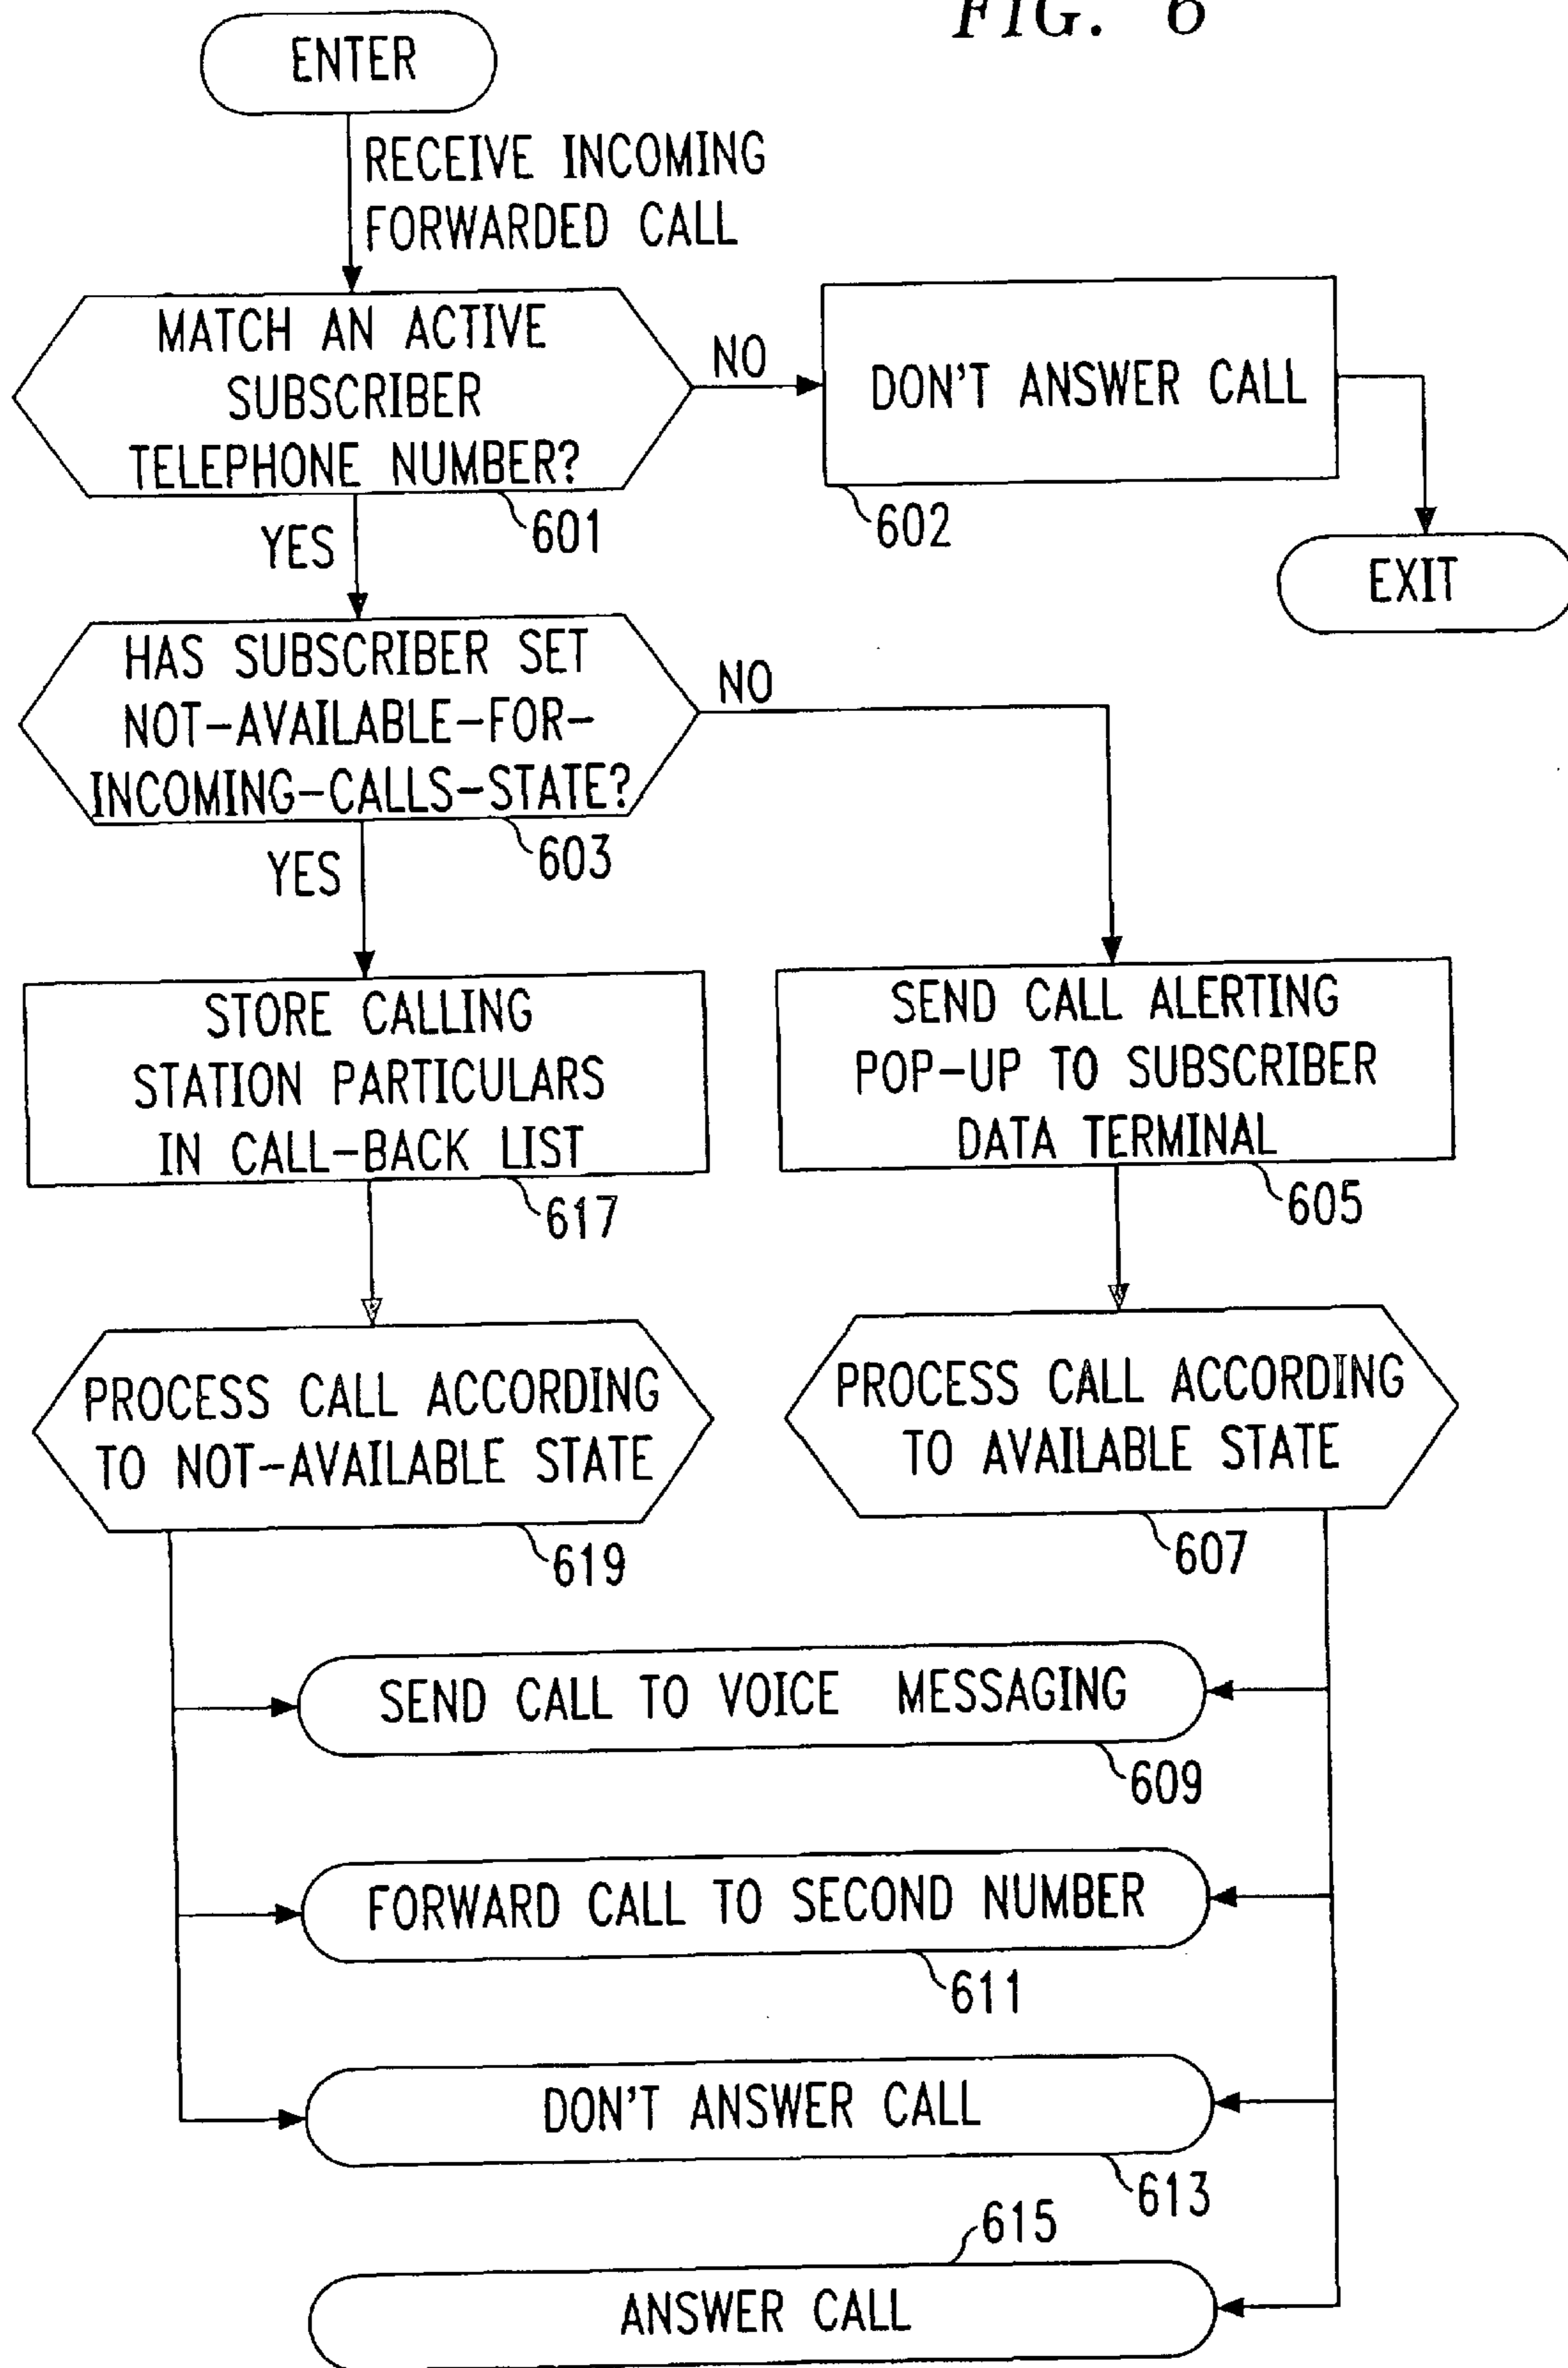 FIG. 6
ENTER
RECEIVE INCOMING
FORWARDED CALL
MATCH AN ACTIVE
SUBSCRIBER
TELEPHONE NUMBER?
NO
DON'T ANSWER CALL
601
602
YES
EXIT
HAS SUBSCRIBER SET
NOT-AVAILABLE-FOR-
INCOMING-CALLS-STATE?
NO
603
YES
STORE CALLING
STATION PARTICULARS
IN CALL-BACK LIST
617
SEND CALL ALERTING
POP-UP TO SUBSCRIBER
DATA TERMINAL
605
PROCESS CALL ACCORDING
TO NOT-AVAILABLE STATE
619
PROCESS CALL ACCORDING
TO AVAILABLE STATE
607
SEND CALL TO VOICE MESSAGING
609
FORWARD CALL TO SECOND NUMBER
611
DON'T ANSWER CALL
613
615
ANSWER CALL